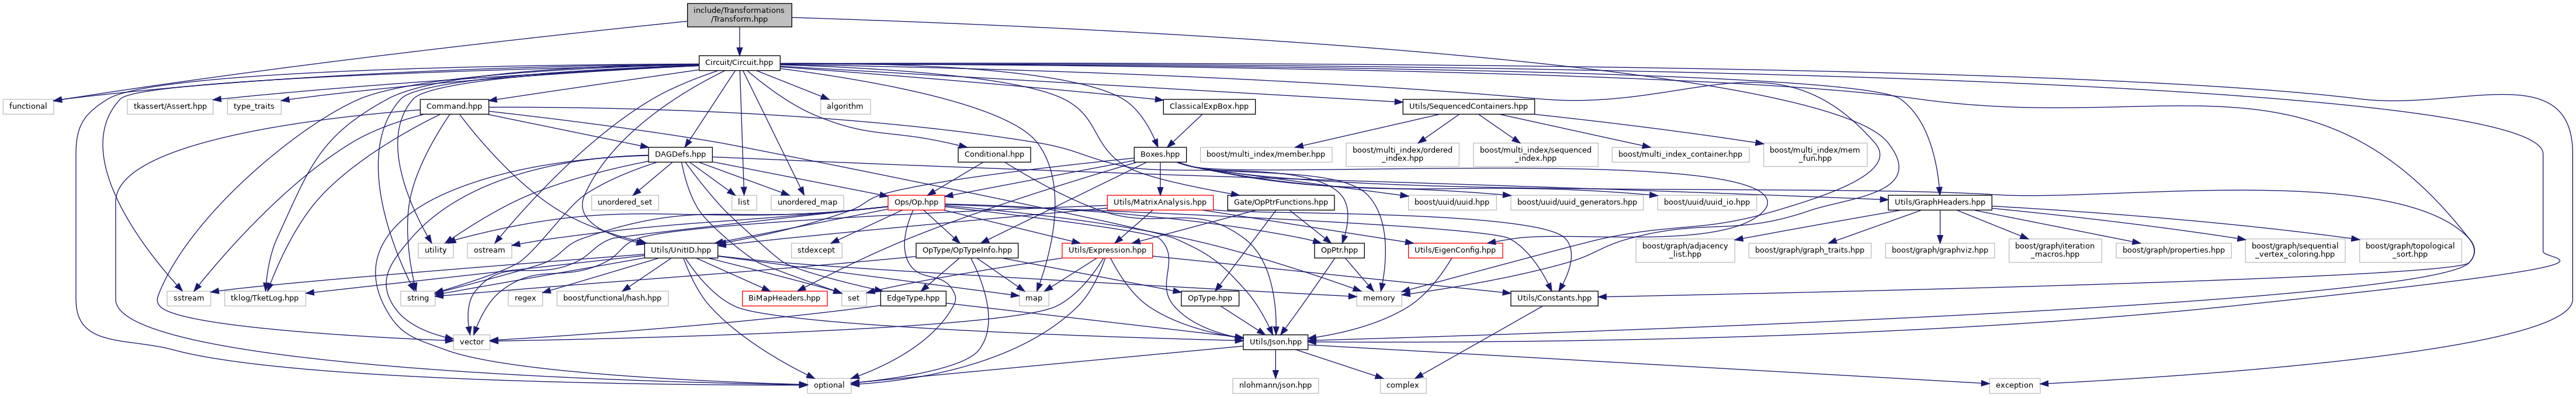 include/Transformations
/Transform.hpp
Circuit/Circuit.hpp
functional
tkassert/Assert.hpp
type_traits
Command.hpp
algorithm
ClassicalExpBox.hpp
Utils/SequencedContainers.hpp
DAGDefs.hpp
Conditional.hpp
Boxes.hpp
boost/multi_index/member.hpp
boost/multi_index/ordered
_index.hpp
boost/multi_index/sequenced
_index.hpp
boost/multi_index_container.hpp
boost/multi_index/mem
_fun.hpp
unordered_set
list
unordered_map
Ops/Op.hpp
Utils/MatrixAnalysis.hpp
Gate/OpPtrFunctions.hpp
boost/uuid/uuid.hpp
boost/uuid/uuid_generators.hpp
boost/uuid/uuid_io.hpp
Utils/GraphHeaders.hpp
utility
ostream
Utils/UnitID.hpp
stdexcept
OpType/OpTypeInfo.hpp
Utils/Expression.hpp
OpPtr.hpp
Utils/EigenConfig.hpp
boost/graph/adjacency
_list.hpp
boost/graph/graph_traits.hpp
boost/graph/graphviz.hpp
boost/graph/iteration
_macros.hpp
boost/graph/properties.hpp
boost/graph/sequential
_vertex_coloring.hpp
boost/graph/topological
_sort.hpp
sstream
tklog/TketLog.hpp
string
regex
boost/functional/hash.hpp
BiMapHeaders.hpp
set
EdgeType.hpp
map
OpType.hpp
memory
Utils/Constants.hpp
vector
Utils/Json.hpp
optional
nlohmann/json.hpp
complex
exception